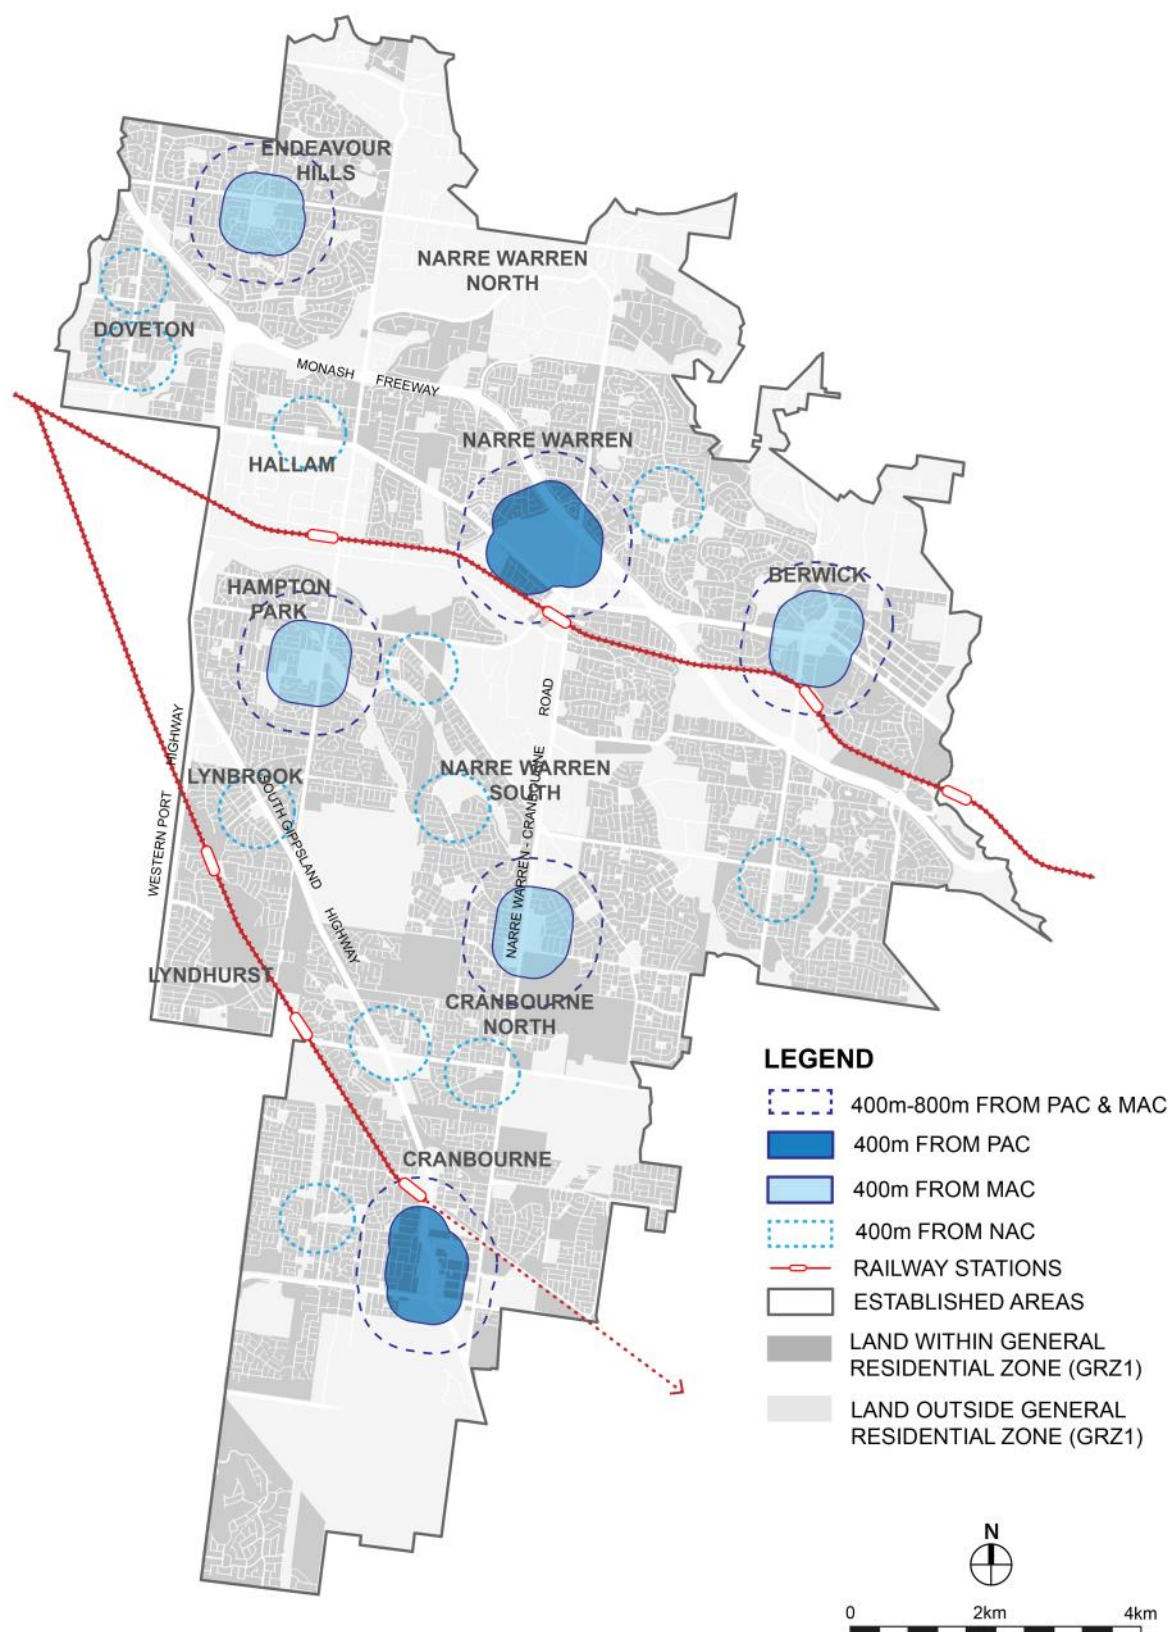 ENDEAVOUR
HILLS
NARRE WARREN
NORTH
DOVETON
MONASH FREEWAY
NARRE WARREN
HALLAM
BERWICK
HAMPTON
PARK
ROAD
HIGHWAY
LYNBROOK
NARRE WARREN
SOUTH
SOUTH GIPPSLAND
WESTERN PORT
NARRE WARREN - CRANBOURNE
HIGHWAY
LYNDHURST
CRANBOURNE
NORTH
CRANBOURNE
LEGEND
400m-800m FROM PAC & MAC
400m FROM PAC
400m FROM MAC
400m FROM NAC
RAILWAY STATIONS
ESTABLISHED AREAS
LAND WITHIN GENERAL
RESIDENTIAL ZONE (GRZ1)
LAND OUTSIDE GENERAL
RESIDENTIAL ZONE (GRZ1)
N
0 2km 4km